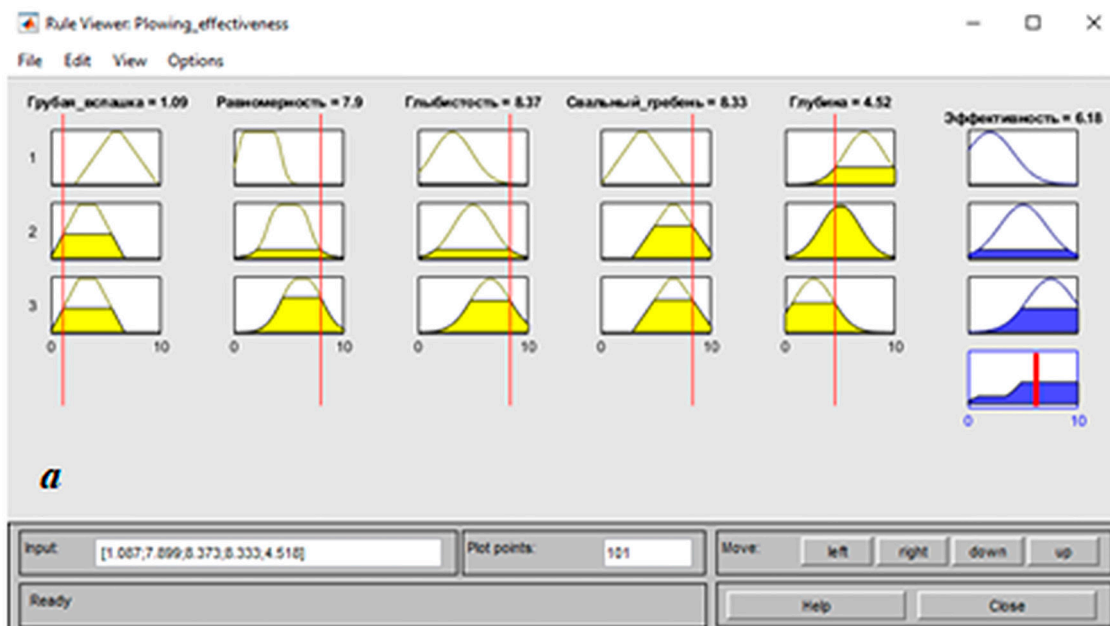 Rule Viewer: Plowing_effectiveness
File Edit View Options
Грубая_вспашка = 1.09 Равномерность = 7.9 Глыбистость = 8.37 Свальный_гребень = 8.33 Глубина = 4.52
Эффективность = 6.18
1
2
3
0 10 0 10 0 10 0 10 0 10
0 10
a
Input: [1.087;7.899;8.373;8.333;4.518] Plot points: 101 Move: left right down up
Ready Help Close